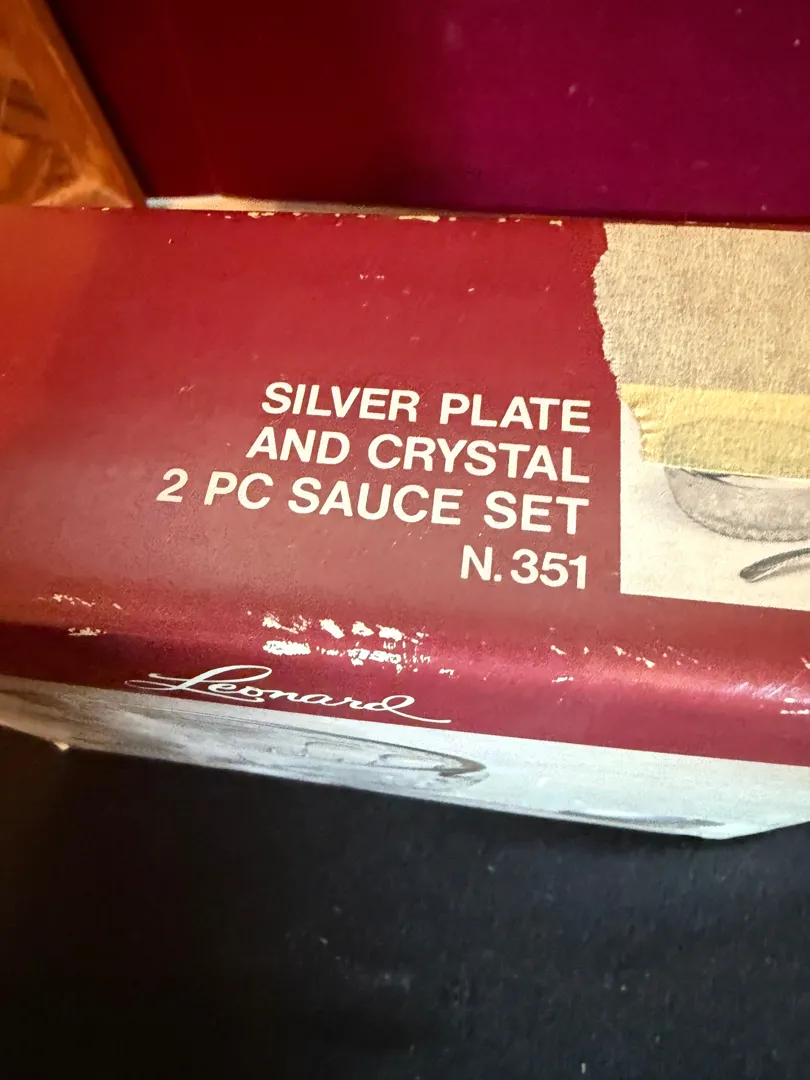 SILVER PLATE
AND CRYSTAL
2 PC SAUCE SET
N. 351
Leonard